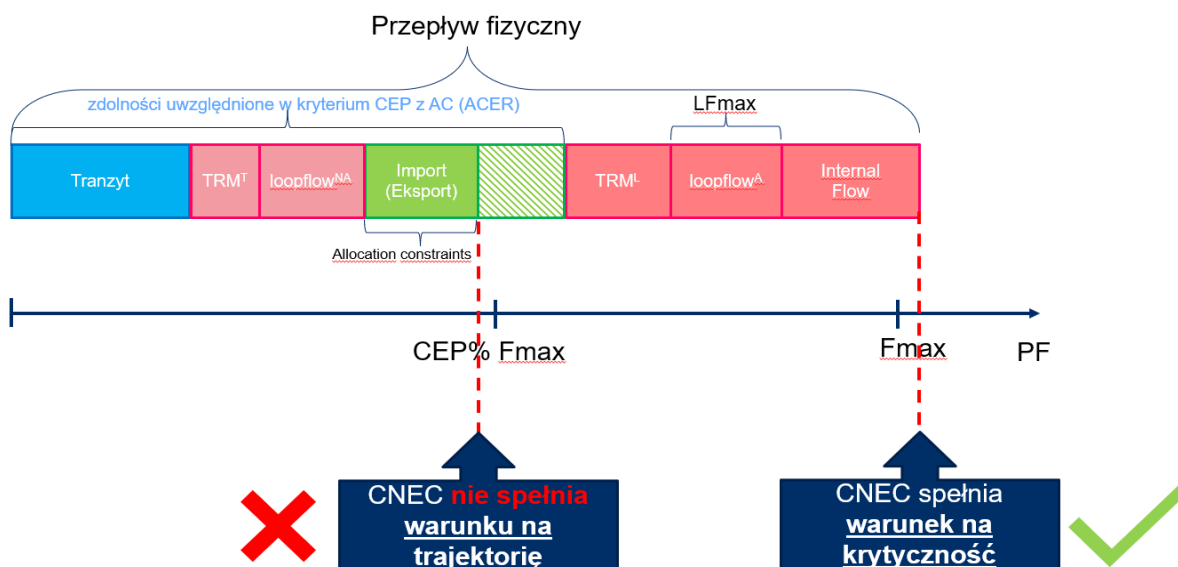 Przepływ fizyczny
zdolności uwzględnione w kryterium CEP z AC (ACER)
LFmax
Tranzyt
TRMᵀ
loopflowᴺᴬ
Import
(Eksport)
TRMᴸ
loopflowᴬ
Internal
Flow
Allocation constraints
CEP% Fmax
Fmax
PF
CNEC nie spełnia
warunku na
trajektorię
CNEC spełnia
warunek na
krytyczność